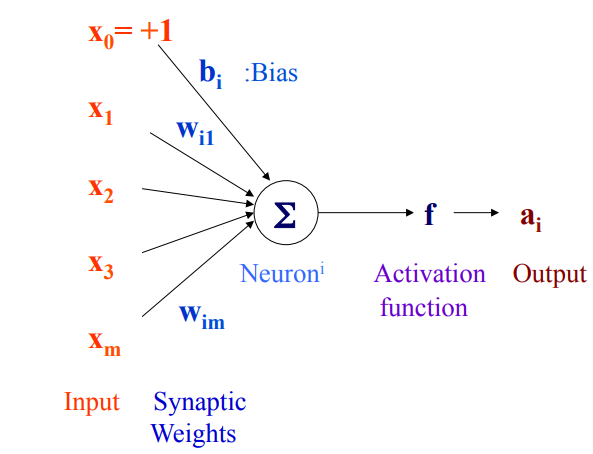 x₀= +1
bᵢ :Bias
x₁
wᵢ₁
x₂
Σ
f
aᵢ
x₃
Neuronⁱ
Activation
function
Output
wᵢₘ
xₘ
Input
Synaptic
Weights